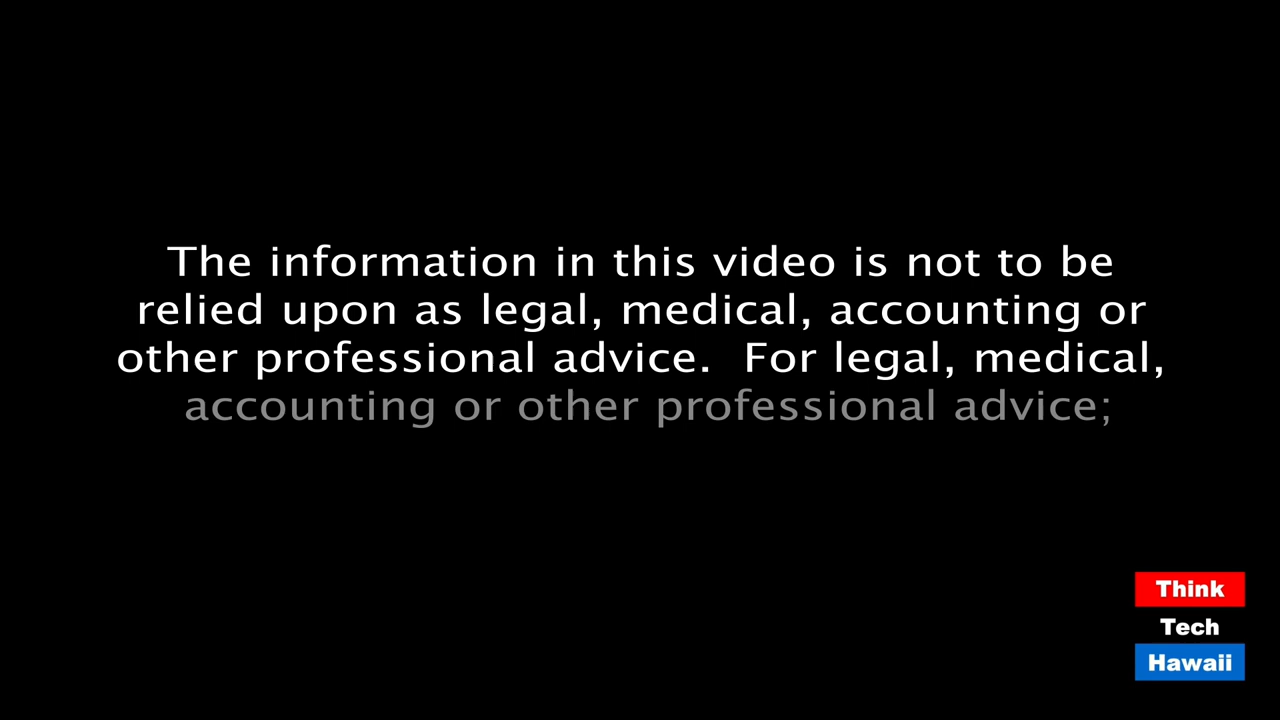 The information in this video is not to be
relied upon as legal, medical, accounting or
other professional advice.  For legal, medical,
accounting or other professional advice;
Think
Tech
Hawaii